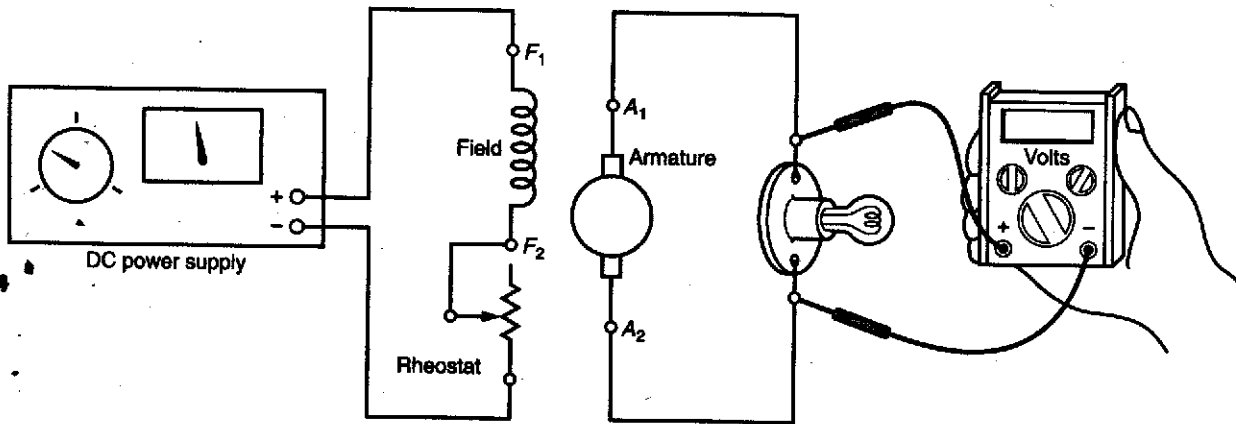 F1
A1
Field
Armature
Volts
+
−
+
−
F2
DC power supply
A2
Rheostat